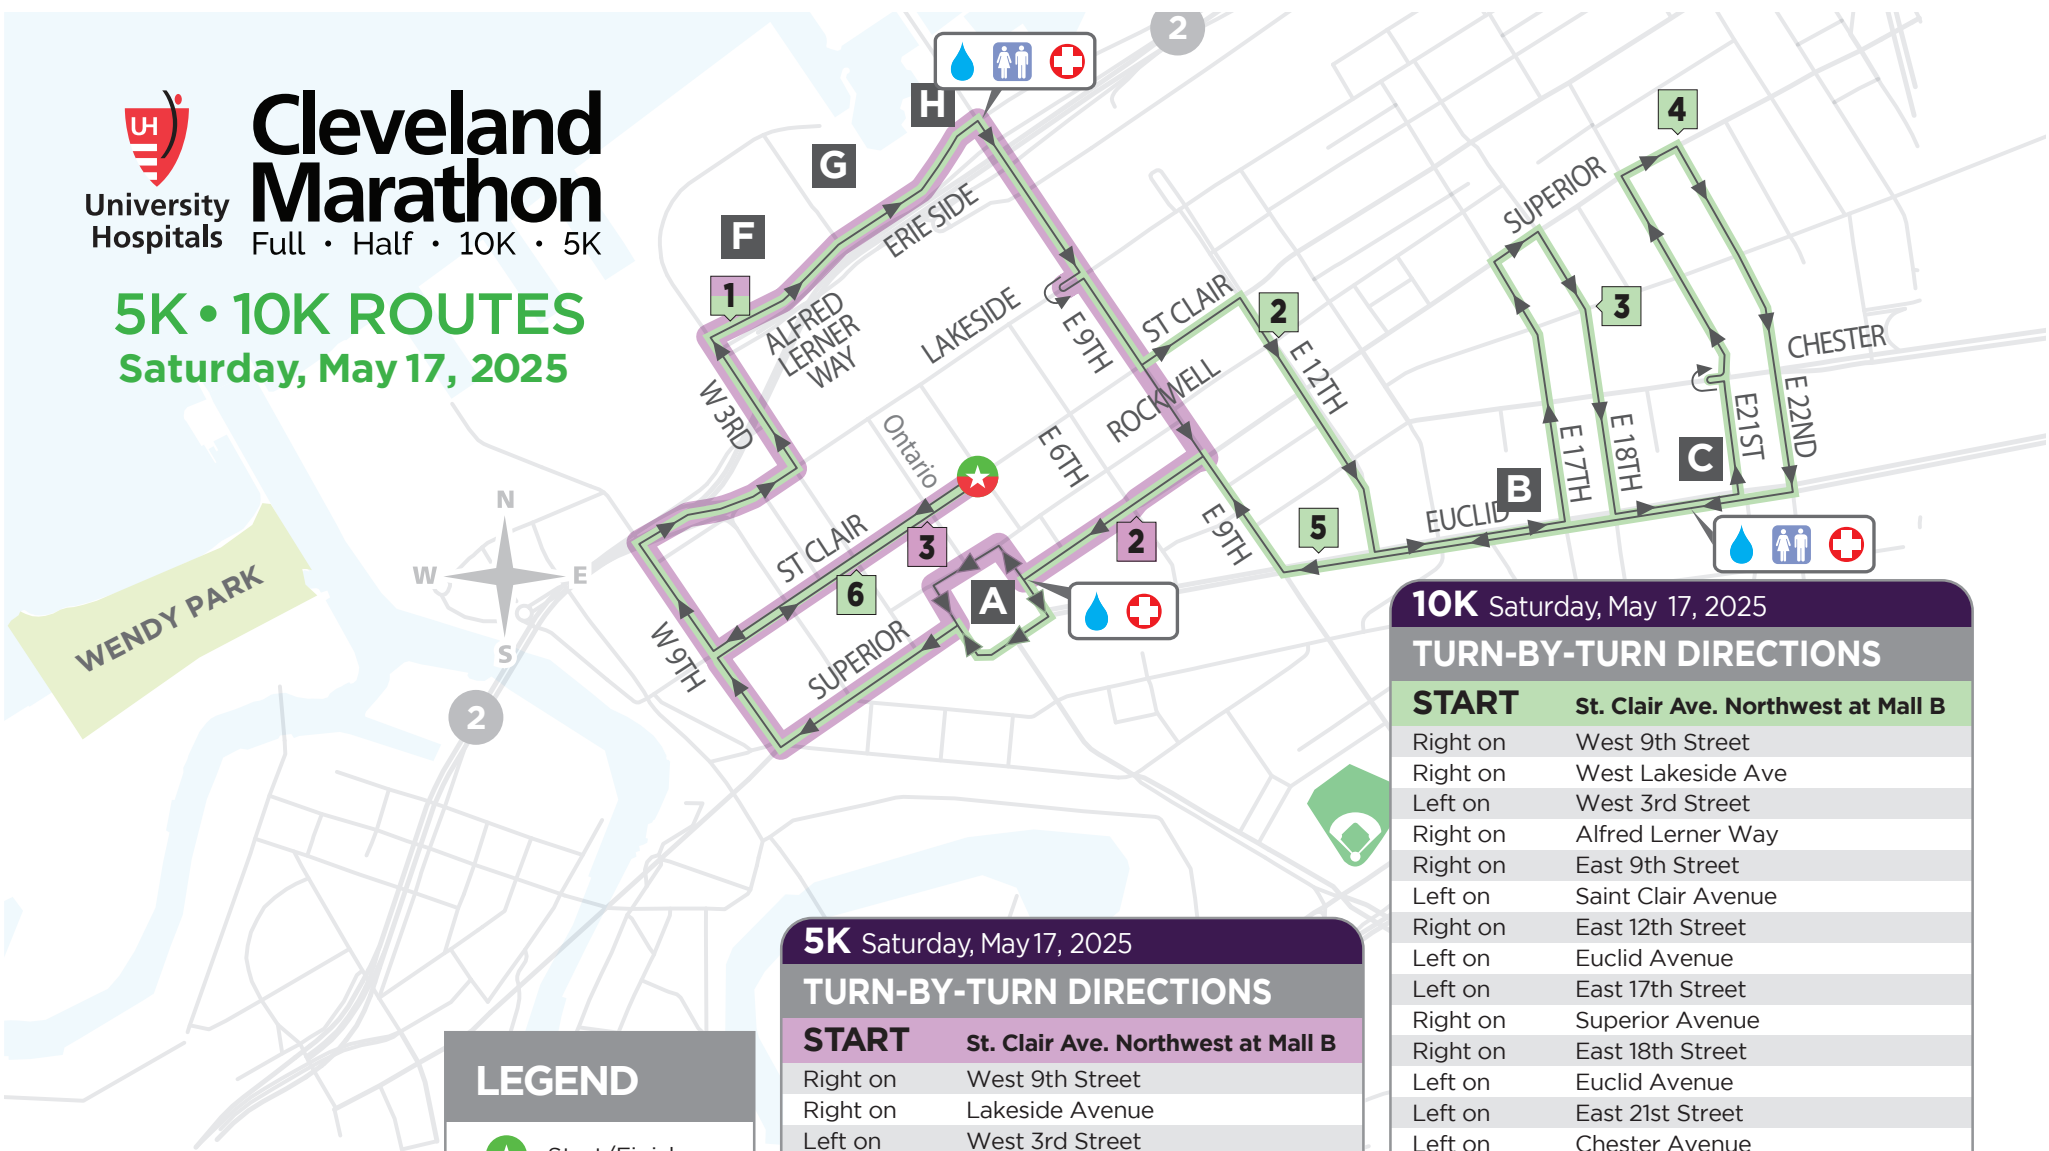 UH
University
Hospitals
Cleveland
Marathon
Full • Half • 10K • 5K
5K • 10K ROUTES
Saturday, May 17, 2025
2
H
G
F
1
ERIE SIDE
ALFRED
LERNER
WAY
LAKESIDE
W 3RD
Ontario
E 9TH
ST CLAIR
ROCKWELL
E 6TH
2
E 12TH
SUPERIOR
4
3
CHESTER
E 17TH
E 18TH
E21ST
E 22ND
B
C
EUCLID
5
E 9TH
2
3
ST CLAIR
6
A
SUPERIOR
W 9TH
N
W
E
S
WENDY PARK
2
10K Saturday, May 17, 2025
TURN-BY-TURN DIRECTIONS
START St. Clair Ave. Northwest at Mall B
Right on West 9th Street
Right on West Lakeside Ave
Left on West 3rd Street
Right on Alfred Lerner Way
Right on East 9th Street
Left on Saint Clair Avenue
Right on East 12th Street
Left on Euclid Avenue
Left on East 17th Street
Right on Superior Avenue
Right on East 18th Street
Left on Euclid Avenue
Left on East 21st Street
Left on Chester Avenue
5K Saturday, May 17, 2025
TURN-BY-TURN DIRECTIONS
START St. Clair Ave. Northwest at Mall B
Right on West 9th Street
Right on Lakeside Avenue
Left on West 3rd Street
LEGEND